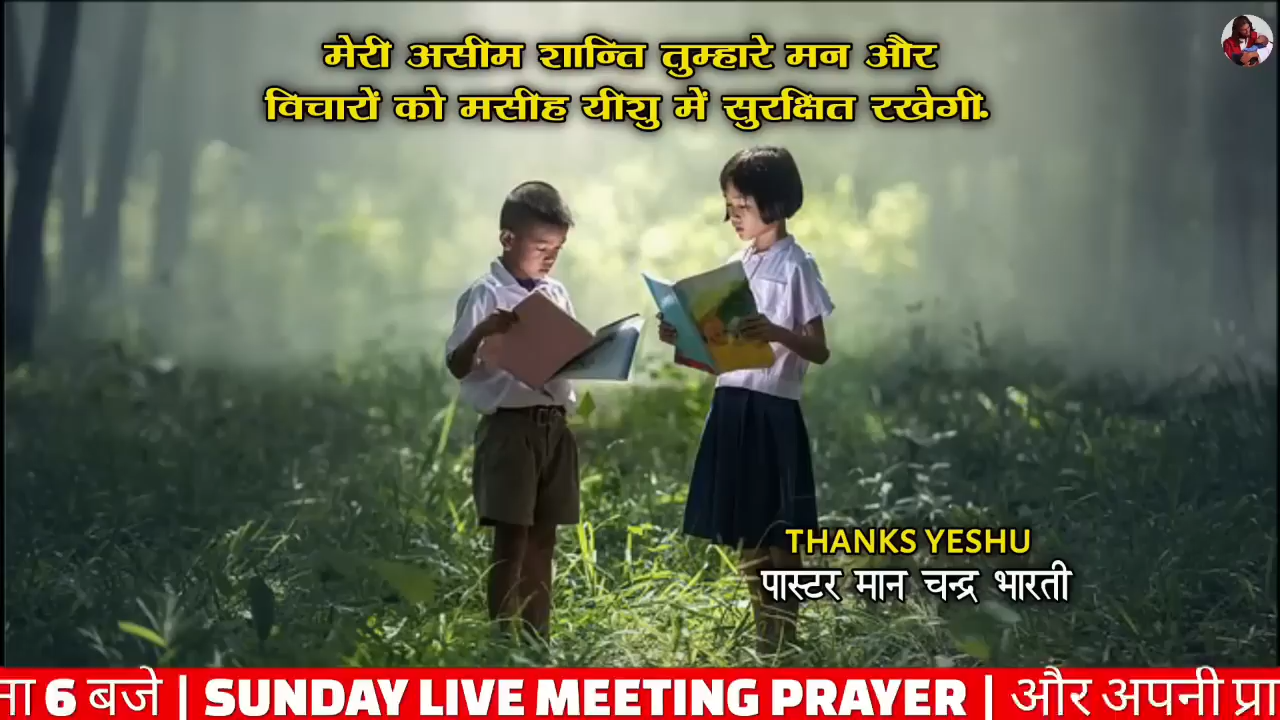 मेरी असीम शान्ति तुम्हारे मन और
विचारों को मसीह यीशु में सुरक्षित रखेगी.
THANKS YESHU
पास्टर मान चन्द्र भारती
ना 6 बजे | SUNDAY LIVE MEETING PRAYER | और अपनी प्रा